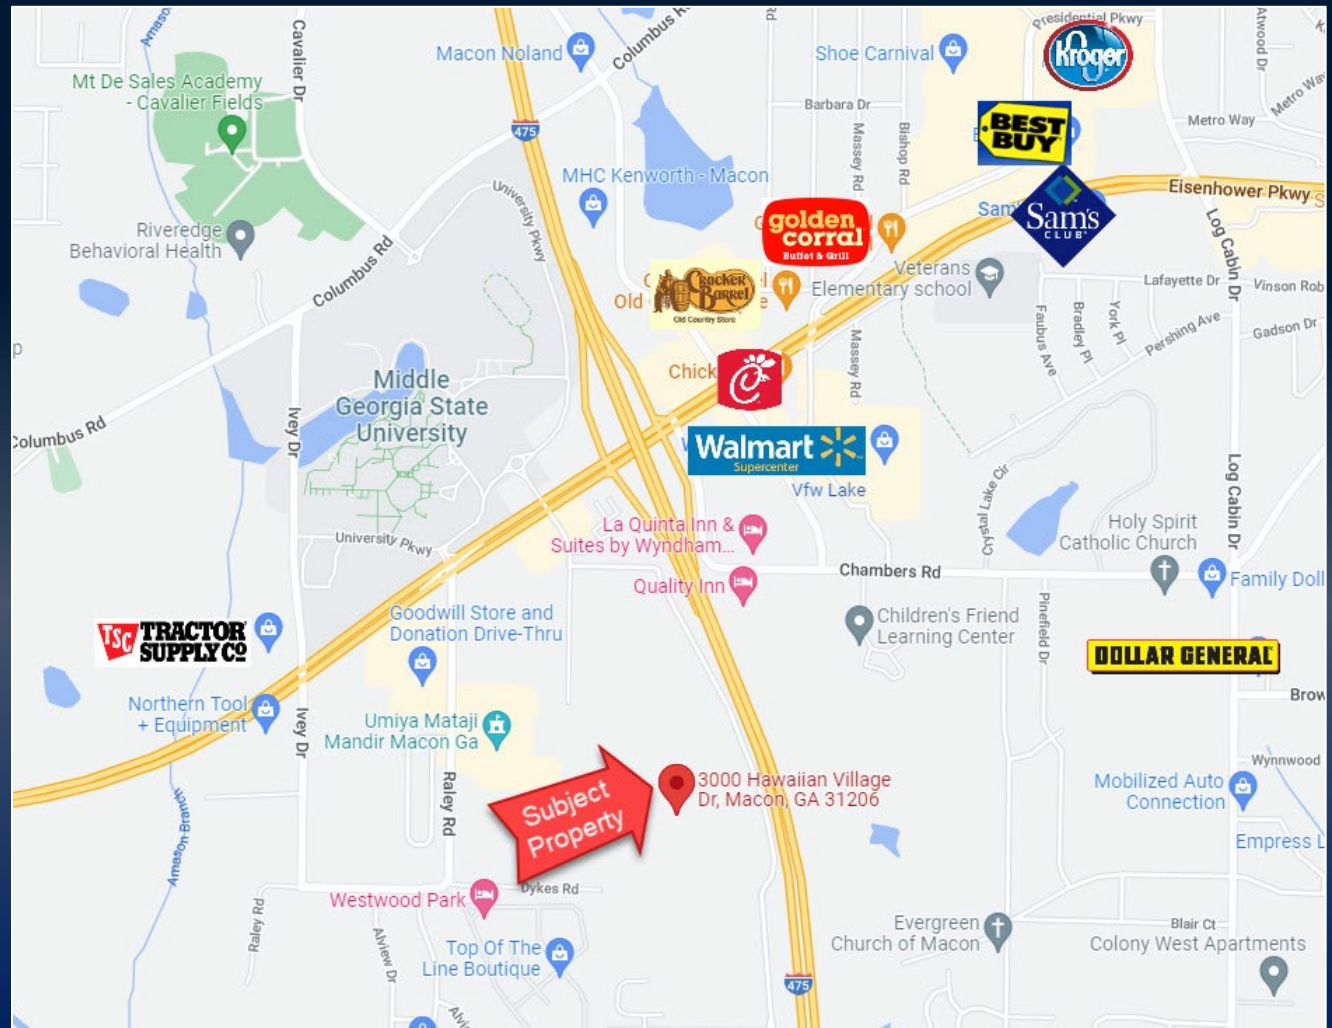 Amason
Cavalier Dr
Macon Noland
Columbus R
Rd
Shoe Carnival
Presidential Pkwy
Kroger
Atwood Dr
Metro Way
Metro Way
Mt De Sales Academy
- Cavalier Fields
475
Barbara Dr
Massey Rd
Bishop Rd
BEST
BUY
MHC Kenworth - Macon
University Pkwy
Eisenhower Pkwy
Sam
Sam's
CLUB
golden
corral
Buffet & Grill
Riveredge
Behavioral Health
Columbus Rd
Log Cabin Dr
Veterans
Elementary school
Cracker
Barrel
Old Country Store
Old
Lafayette Dr
Vinson Rob
Faubus Ave
Bradley Pl
York Pl
Pershing Ave
Gadson Dr
Massey Rd
Chick
Middle
Georgia State
University
Ivey Dr
Columbus Rd
Walmart
Supercenter
Vfw Lake
Crystal Lake Cir
Log Cabin Dr
La Quinta Inn &
Suites by Wyndham...
University Pkwy
Holy Spirit
Catholic Church
Quality Inn
Chambers Rd
Family Doll
Goodwill Store and
Donation Drive-Thru
Children's Friend
Learning Center
Pinefield Dr
TSC TRACTOR
SUPPLY CO
DOLLAR GENERAL
Northern Tool
+ Equipment
Ivey Dr
Umiya Mataji
Mandir Macon Ga
Brow
Wynnwood
Subject
Property
3000 Hawaiian Village
Dr, Macon, GA 31206
Mobilized Auto
Connection
Raley Rd
Amason Branch
Empress L
Westwood Park
Dykes Rd
Raley Rd
Alview Dr
Top Of The
Line Boutique
Evergreen
Church of Macon
Blair Ct
Colony West Apartments
475